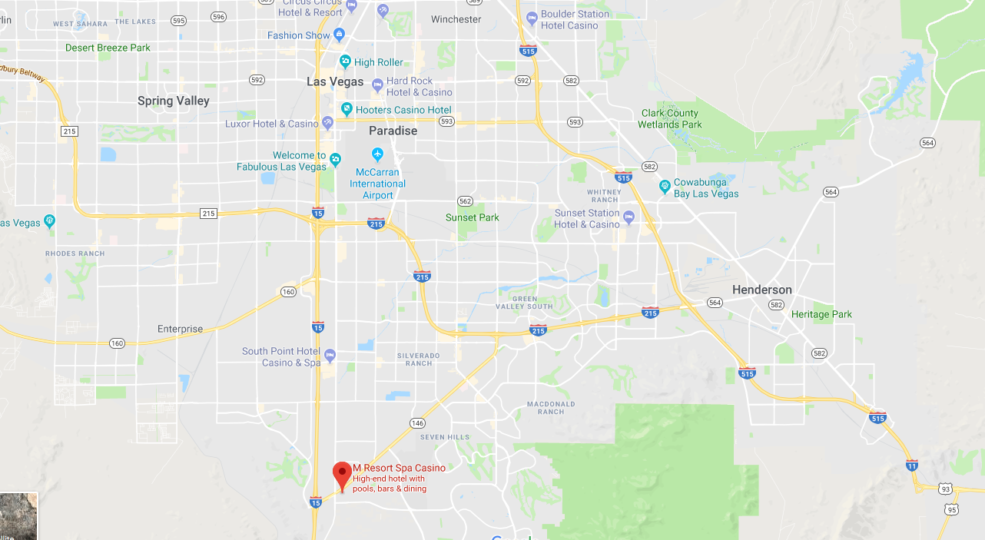 Circus Circus
Hotel & Resort
Winchester
589
Boulder Station
Hotel Casino
WEST SAHARA
THE LAKES
595
596
Desert Breeze Park
Fashion Show
515
High Roller
592
Las Vegas
Hard Rock
Hotel & Casino
592
582
Spring Valley
Hooters Casino Hotel
Clark County
Wetlands Park
Luxor Hotel & Casino
593
593
215
Paradise
564
Welcome to
Fabulous Las Vegas
McCarran
International
Airport
582
515
Cowabunga
Bay Las Vegas
WHITNEY
RANCH
564
562
as Vegas
215
15
215
Sunset Park
Sunset Station
Hotel & Casino
RHODES RANCH
215
160
Henderson
GREEN
VALLEY SOUTH
564
582
Heritage Park
215
Enterprise
15
215
160
South Point Hotel
Casino & Spa
SILVERADO
RANCH
582
515
MACDONALD
RANCH
515
146
SEVEN HILLS
M Resort Spa Casino
High-end hotel with
pools, bars & dining
11
93
15
95